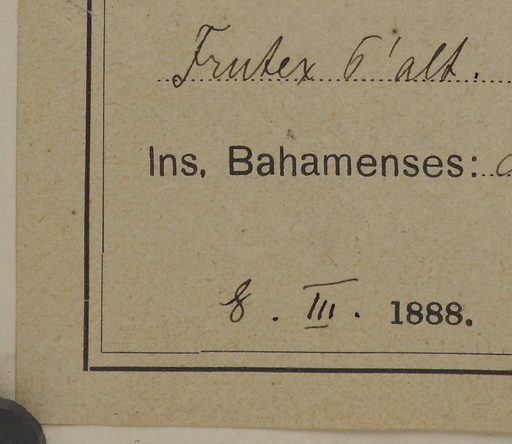 Frutex 6' alt.
Ins. Bahamenses:
8. III. 1888.